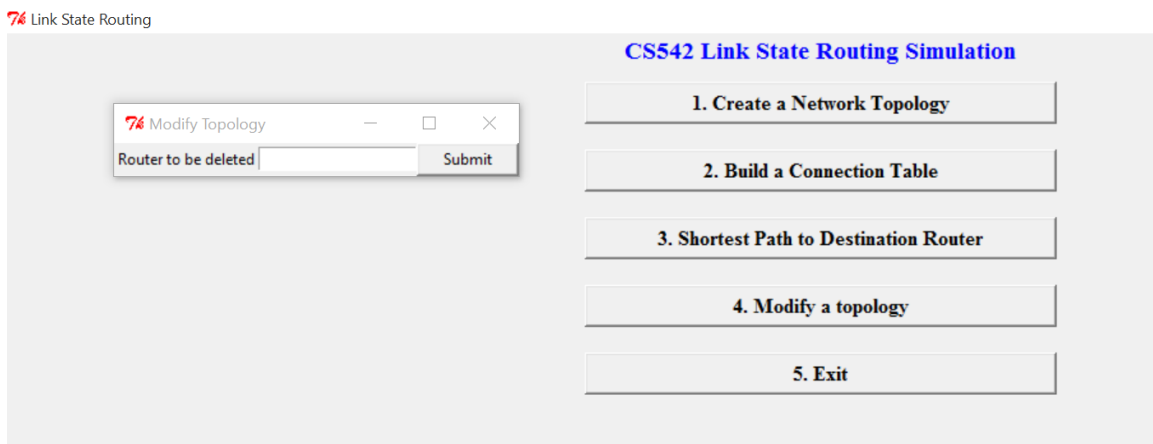 Link State Routing
CS542 Link State Routing Simulation
1. Create a Network Topology
Modify Topology
Router to be deleted
Submit
2. Build a Connection Table
3. Shortest Path to Destination Router
4. Modify a topology
5. Exit